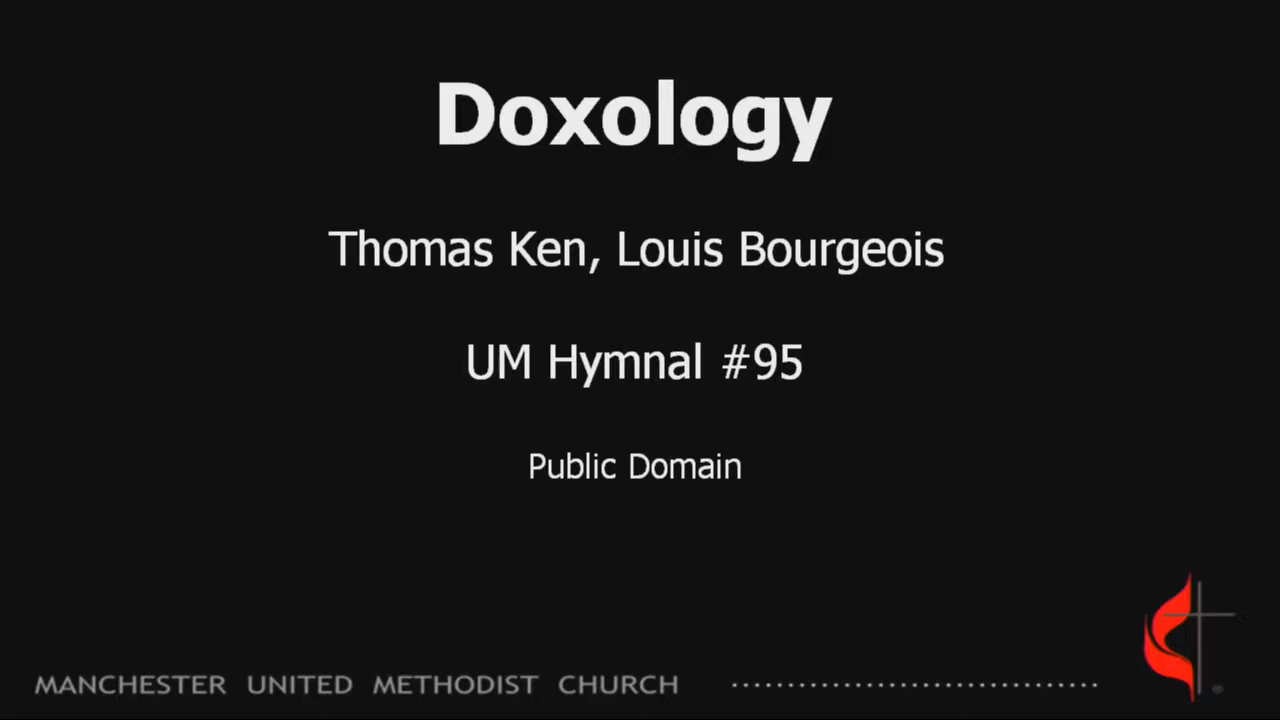 Doxology
Thomas Ken, Louis Bourgeois
UM Hymnal #95
Public Domain
MANCHESTER UNITED METHODIST CHURCH
®